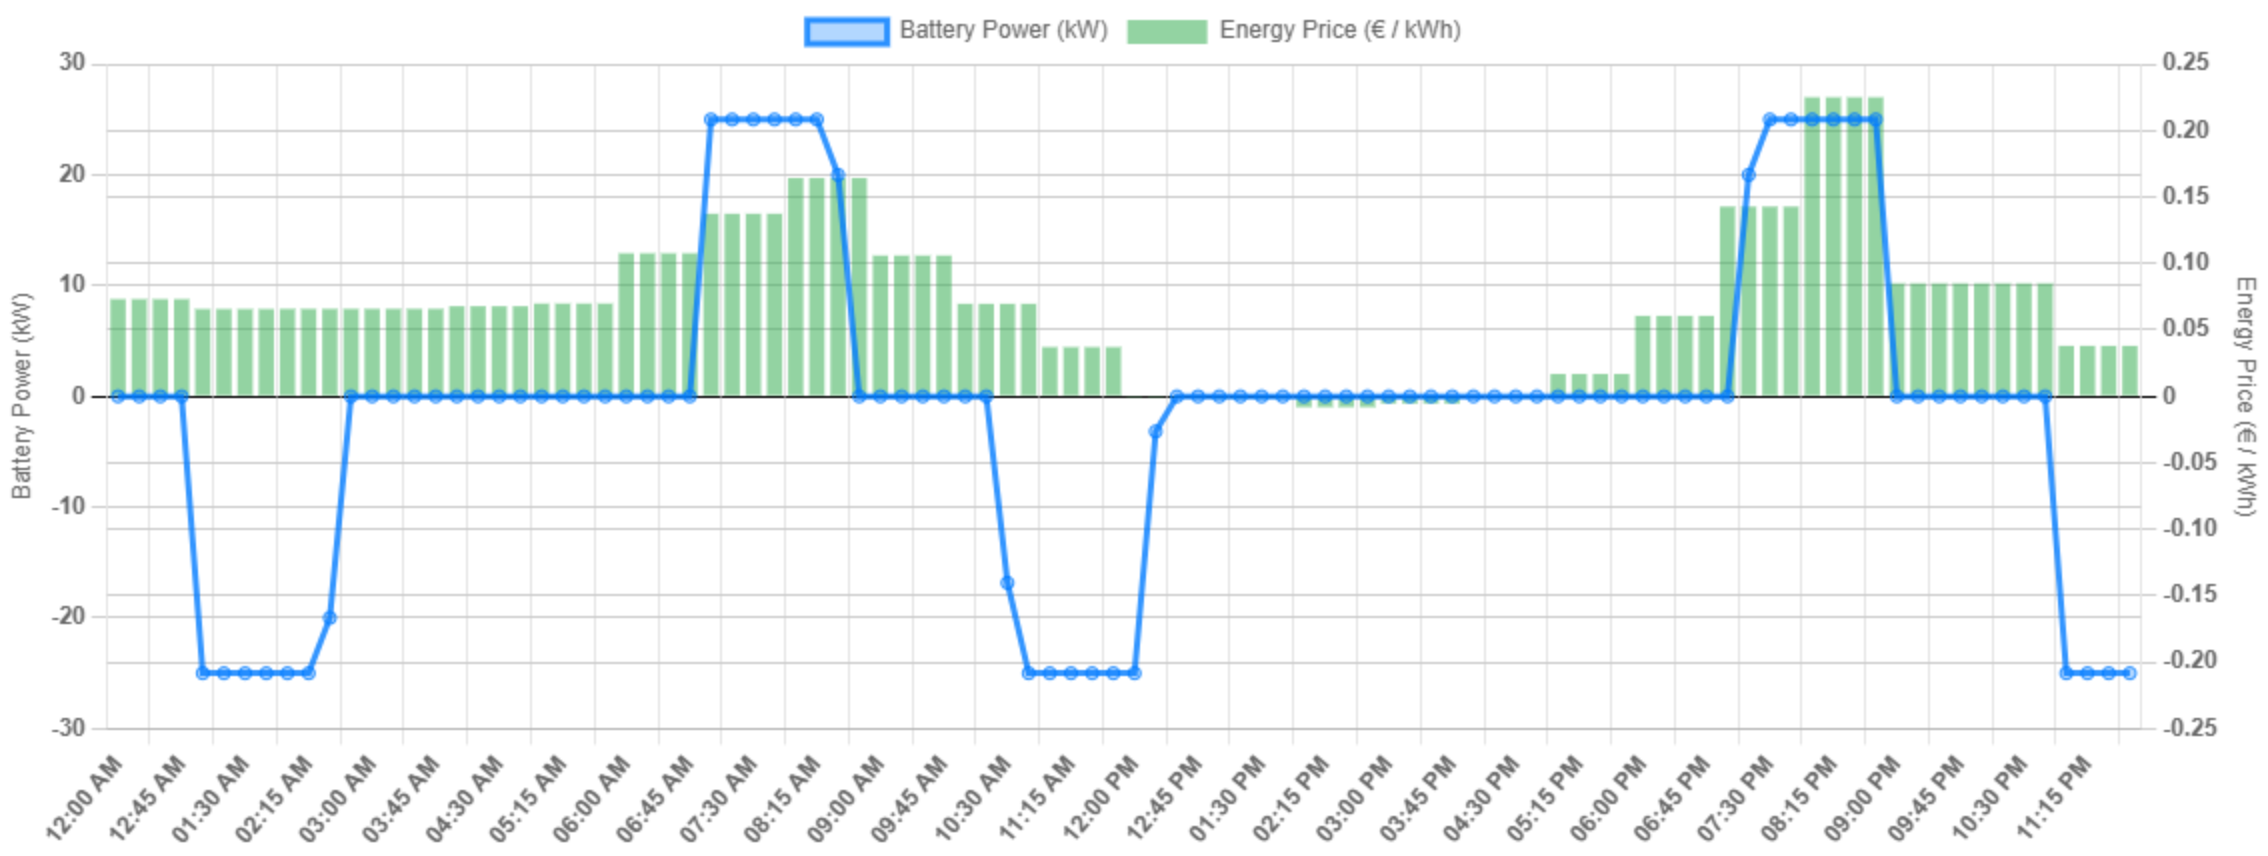 Battery Power (kW) Energy Price (€ / kWh)
30
20
10
0
-10
-20
-30
Battery Power (kW)
0.25
0.20
0.15
0.10
0.05
0
-0.05
-0.10
-0.15
-0.20
-0.25
Energy Price (€ / kWh)
12:00 AM
12:45 AM
01:30 AM
02:15 AM
03:00 AM
03:45 AM
04:30 AM
05:15 AM
06:00 AM
06:45 AM
07:30 AM
08:15 AM
09:00 AM
09:45 AM
10:30 AM
11:15 AM
12:00 PM
12:45 PM
01:30 PM
02:15 PM
03:00 PM
03:45 PM
04:30 PM
05:15 PM
06:00 PM
06:45 PM
07:30 PM
08:15 PM
09:00 PM
09:45 PM
10:30 PM
11:15 PM